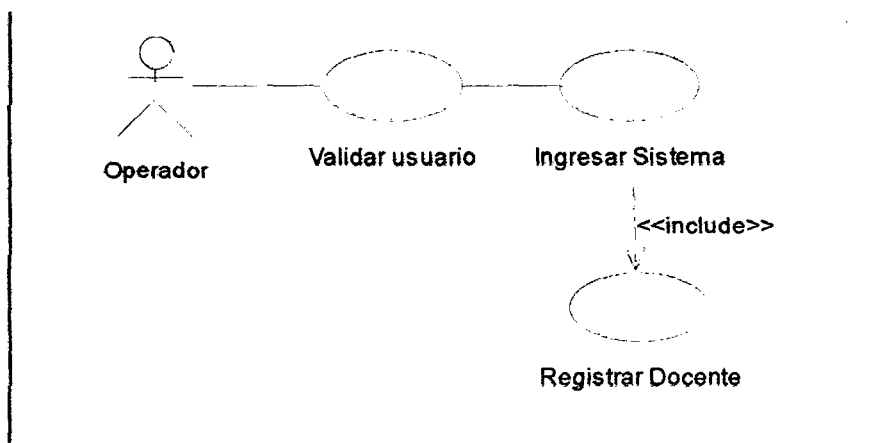 Operador
Validar usuario
Ingresar Sistema
<<include>>
Registrar Docente